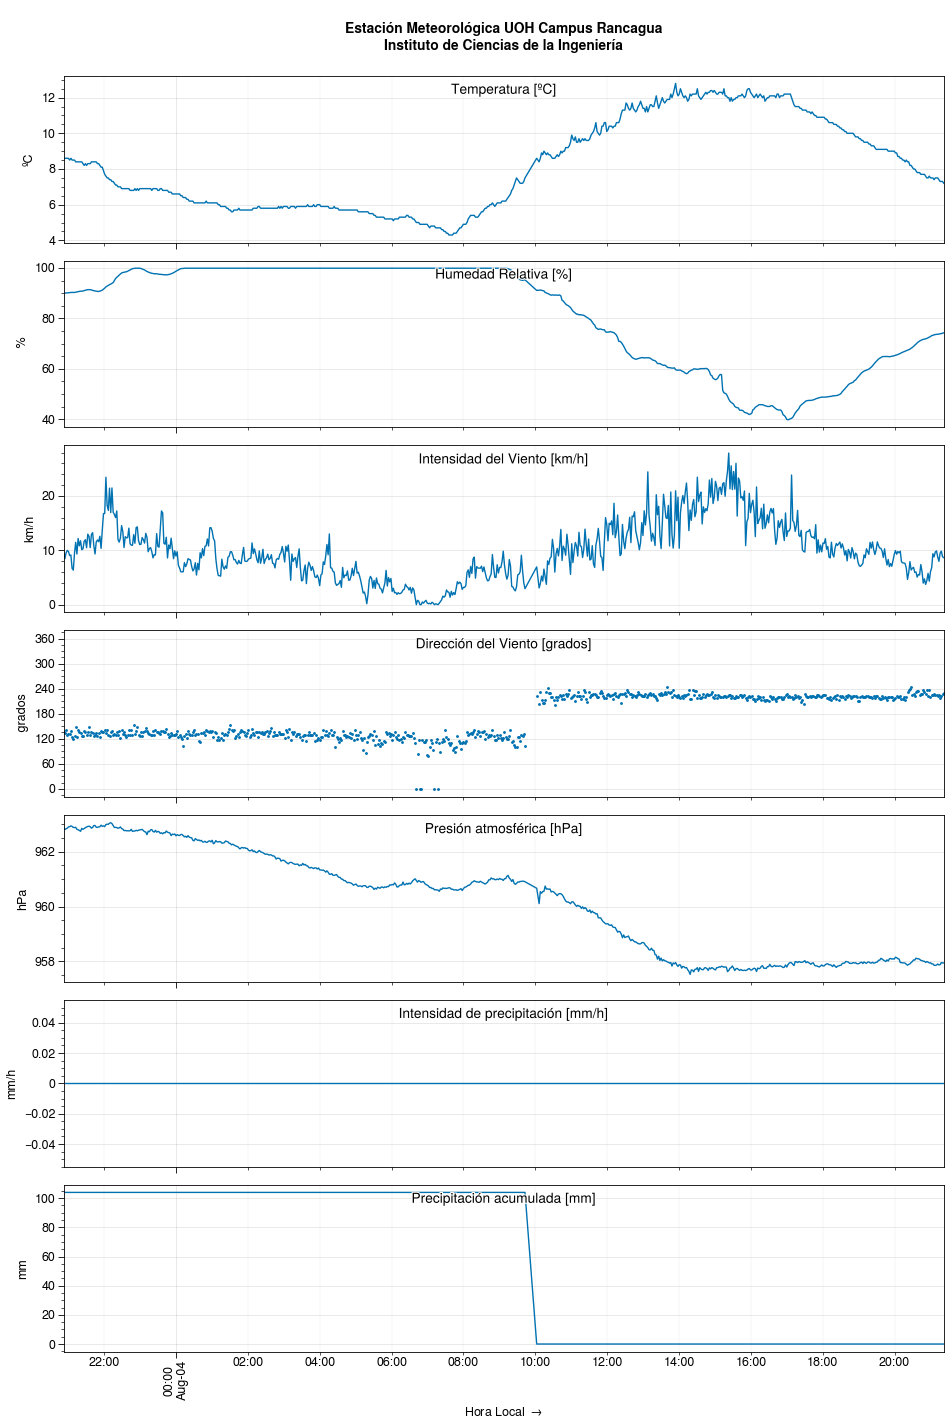 Estación Meteorológica UOH Campus Rancagua
Instituto de Ciencias de la Ingeniería
Temperatura [ºC]
ºC
12
10
8
6
4
Humedad Relativa [%]
%
100
80
60
40
Intensidad del Viento [km/h]
km/h
20
10
0
Dirección del Viento [grados]
grados
360
300
240
180
120
60
0
Presión atmosférica [hPa]
hPa
962
960
958
Intensidad de precipitación [mm/h]
mm/h
0.04
0.02
0
−0.02
−0.04
Precipitación acumulada [mm]
mm
100
80
60
40
20
0
22:00
00:00
Aug-04
02:00
04:00
06:00
08:00
10:00
12:00
14:00
16:00
18:00
20:00
Hora Local →